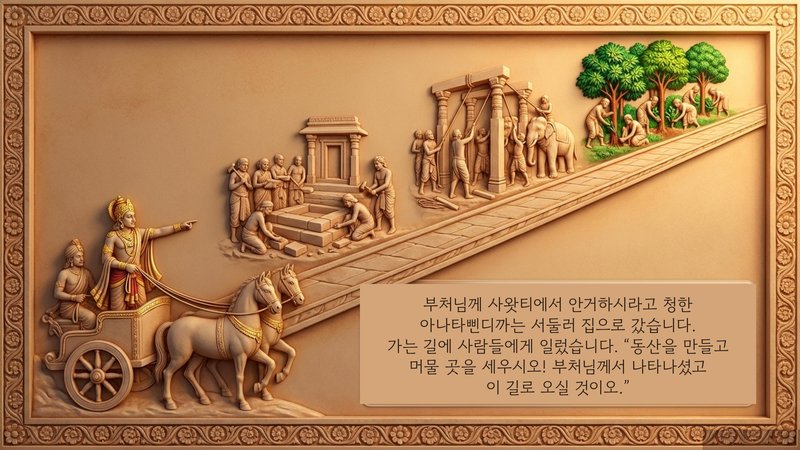 부처님께 사왓티에서 안거하시라고 청한
아나타삔디까는 서둘러 집으로 갔습니다.
가는 길에 사람들에게 일렀습니다. “동산을 만들고
머물 곳을 세우시오! 부처님께서 나타나셨고
이 길로 오실 것이오.”